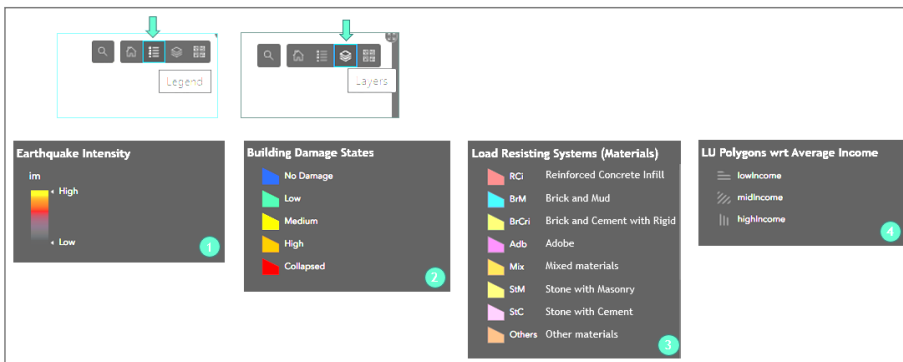 Legend
Layers
Earthquake Intensity
im
High
Low
1
Building Damage States
No Damage
Low
Medium
High
Collapsed
2
Load Resisting Systems (Materials)
RCi Reinforced Concrete Infill
BrM Brick and Mud
BrCri Brick and Cement with Rigid
Adb Adobe
Mix Mixed materials
StM Stone with Masonry
StC Stone with Cement
Others Other materials
3
LU Polygons wrt Average Income
lowIncome
midIncome
highIncome
4